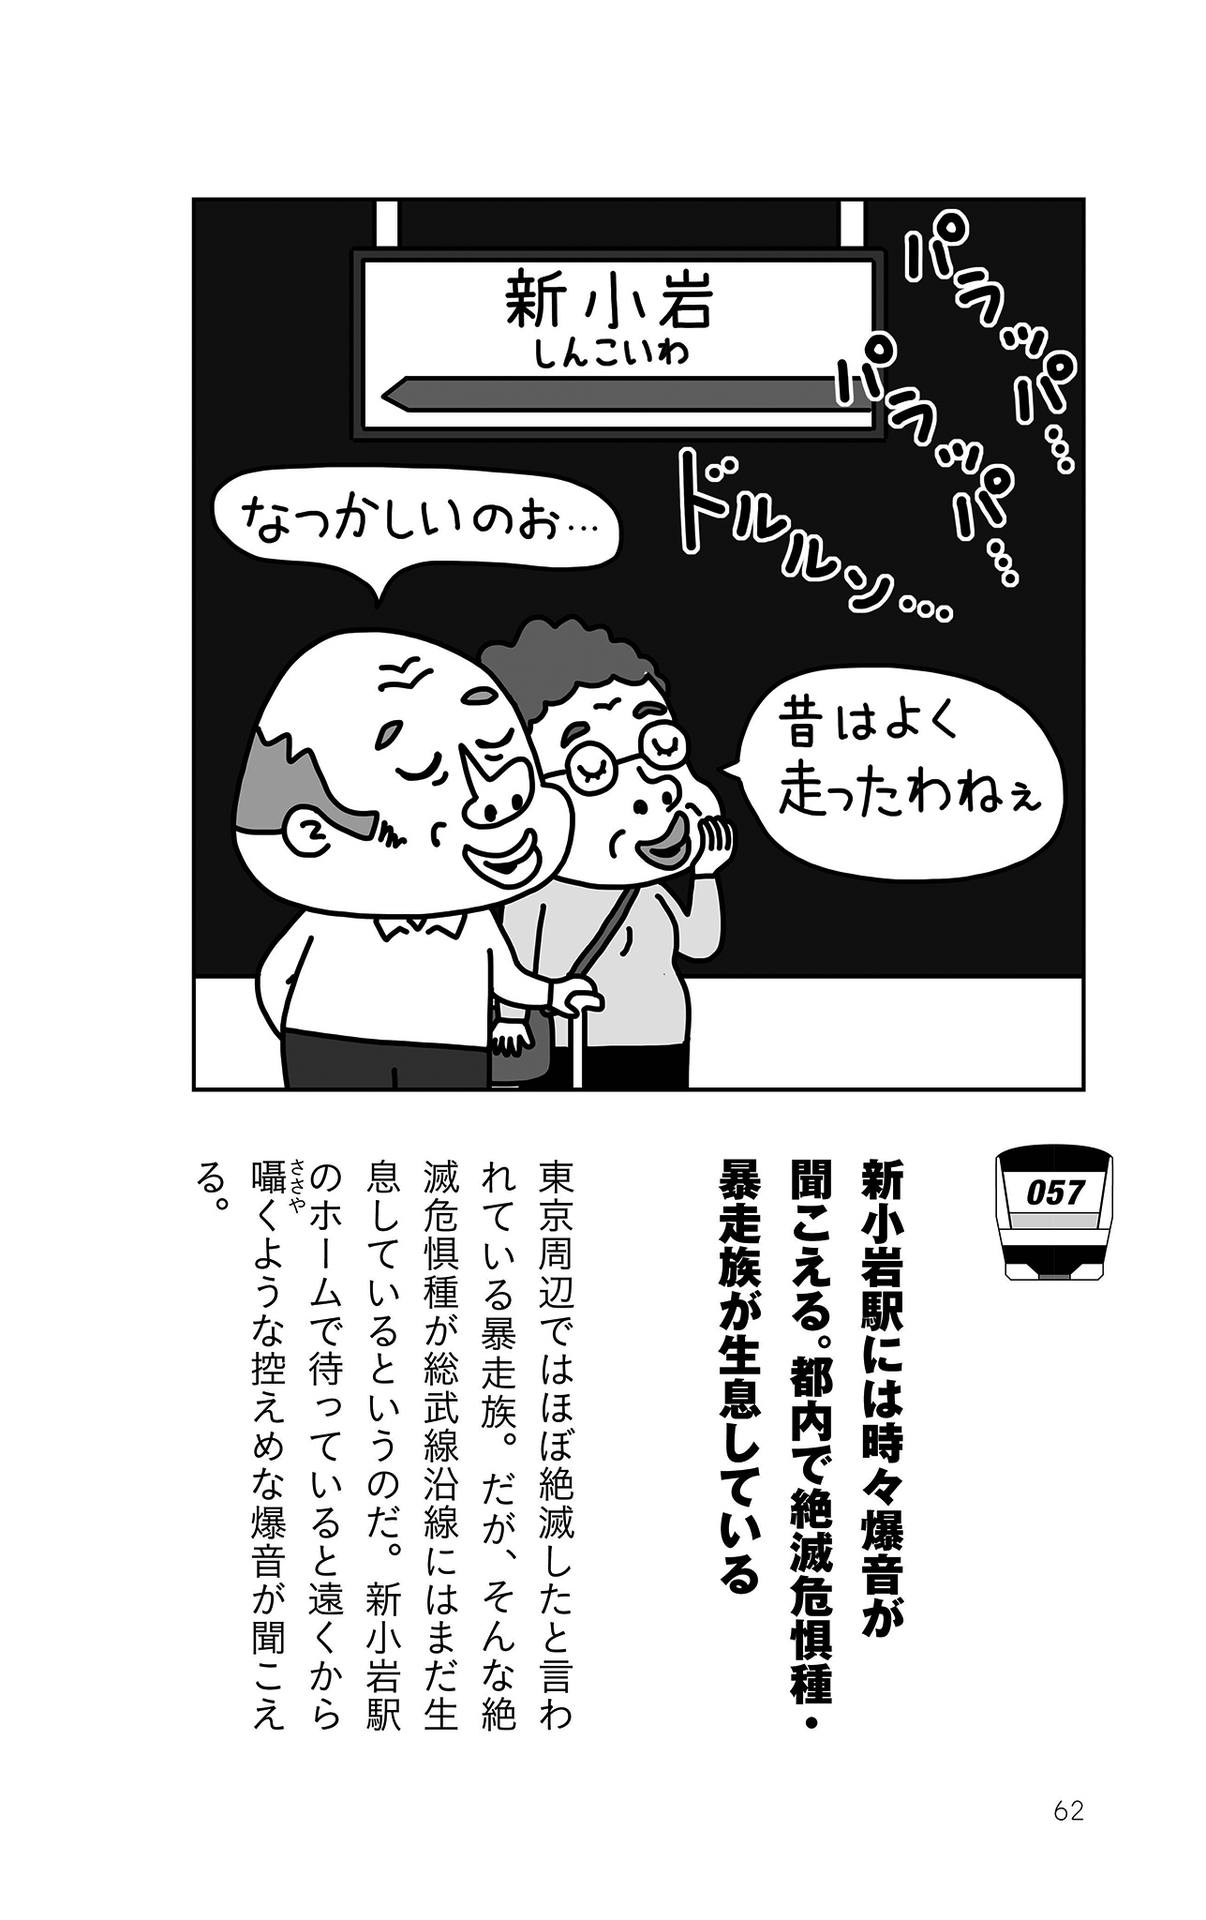 新小岩
しんこいわ
パラッパ…
パラッパ…
ドルルン…
なつかしいのお…
昔はよく
走ったわねぇ
057
新小岩駅には時々爆音が
聞こえる。都内で絶滅危惧種・
暴走族が生息している
東京周辺ではほぼ絶滅したと言わ
れている暴走族。だが、そんな絶
滅危惧種が総武線沿線にはまだ生
息しているというのだ。新小岩駅
のホームで待っていると遠くから
囁くような控えめな爆音が聞こえ
ささや
る。
62